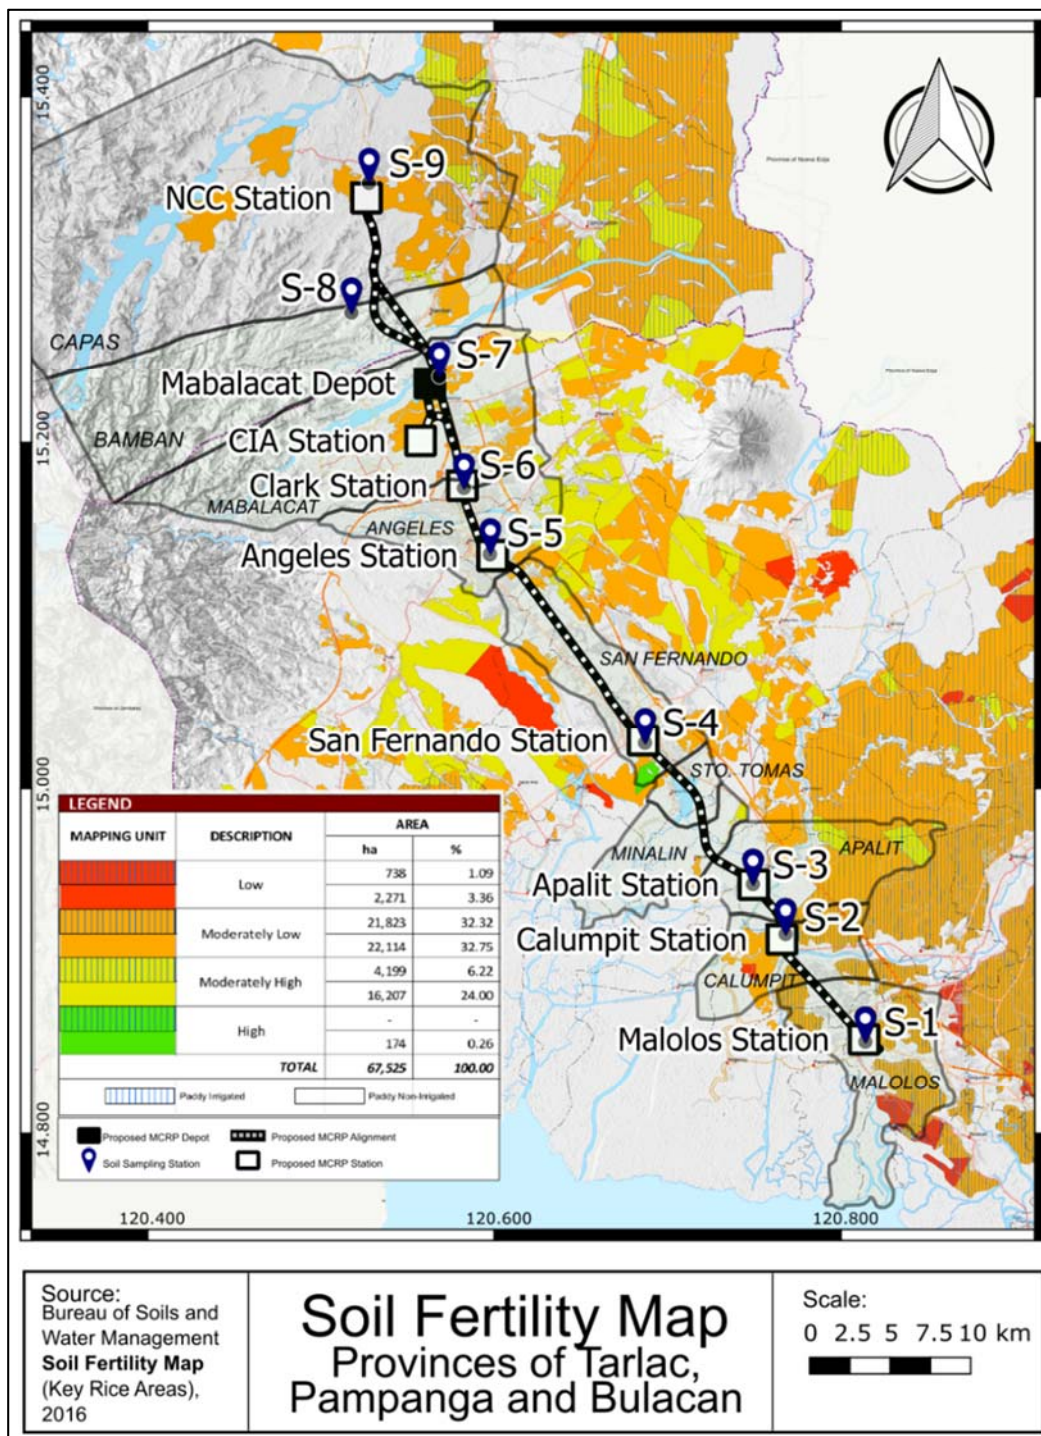 15.400
15.200
15.000
14.800
Province of Nueva Ecija
S-9
NCC Station
S-8
CAPAS
S-7
Mabalacat Depot
BAMBAN
CIA Station
S-6
Clark Station
MABALACAT
ANGELES
S-5
Angeles Station
SAN FERNANDO
S-4
San Fernando Station
STO. TOMAS
MINALIN
APALIT
S-3
Apalit Station
S-2
Calumpit Station
CALUMPIT
S-1
Malolos Station
MALOLOS
LEGEND
MAPPING UNIT DESCRIPTION AREA
ha %
Low 738 1.09
2,271 3.36
Moderately Low 21,823 32.32
22,114 32.75
Moderately High 4,199 6.22
16,207 24.00
High - -
174 0.26
TOTAL 67,525 100.00
Paddy Irrigated Paddy Non-Irrigated
Proposed MCRP Depot Proposed MCRP Alignment
Soil Sampling Station Proposed MCRP Station
120.400 120.600 120.800
Source:
Bureau of Soils and
Water Management
Soil Fertility Map
(Key Rice Areas),
2016
Soil Fertility Map
Provinces of Tarlac,
Pampanga and Bulacan
Scale:
0 2.5 5 7.5 10 km